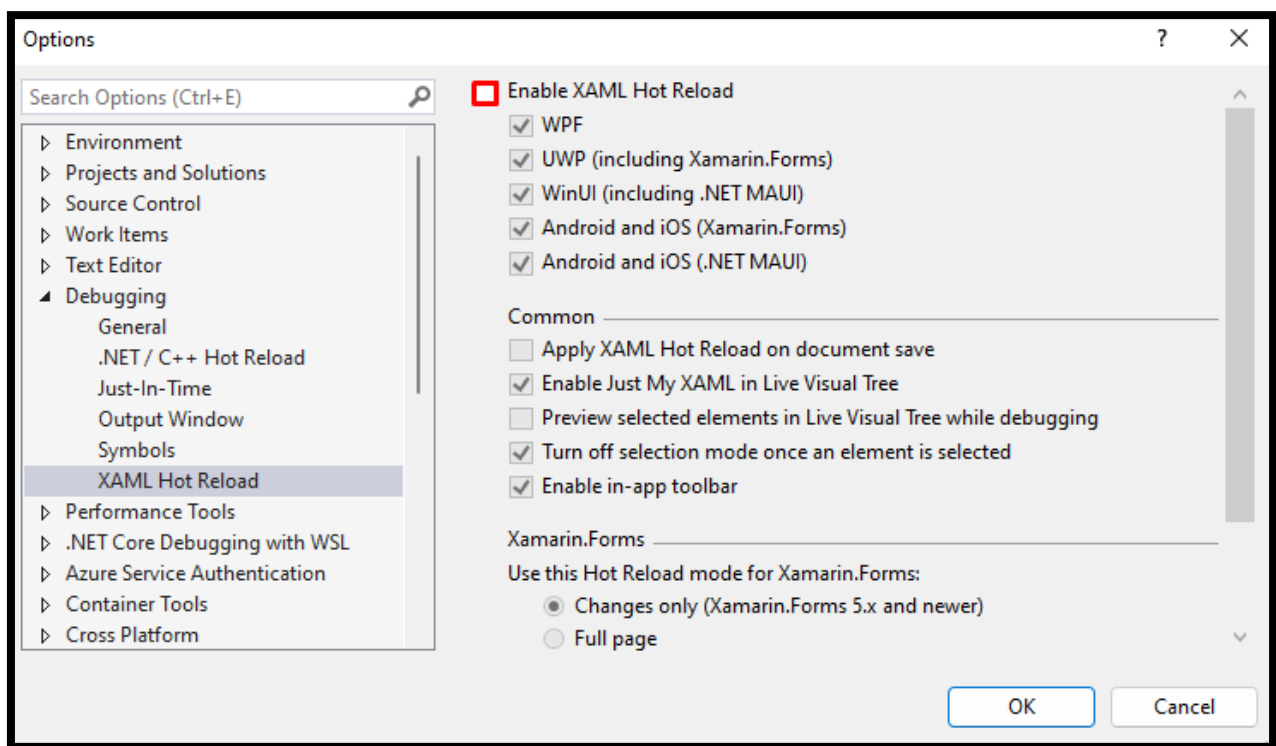 Options
?
Search Options (Ctrl+E)
Environment
Projects and Solutions
Source Control
Work Items
Text Editor
Debugging
General
.NET / C++ Hot Reload
Just-In-Time
Output Window
Symbols
XAML Hot Reload
Performance Tools
.NET Core Debugging with WSL
Azure Service Authentication
Container Tools
Cross Platform
Enable XAML Hot Reload
WPF
UWP (including Xamarin.Forms)
WinUI (including .NET MAUI)
Android and iOS (Xamarin.Forms)
Android and iOS (.NET MAUI)
Common
Apply XAML Hot Reload on document save
Enable Just My XAML in Live Visual Tree
Preview selected elements in Live Visual Tree while debugging
Turn off selection mode once an element is selected
Enable in-app toolbar
Xamarin.Forms
Use this Hot Reload mode for Xamarin.Forms:
Changes only (Xamarin.Forms 5.x and newer)
Full page
OK
Cancel